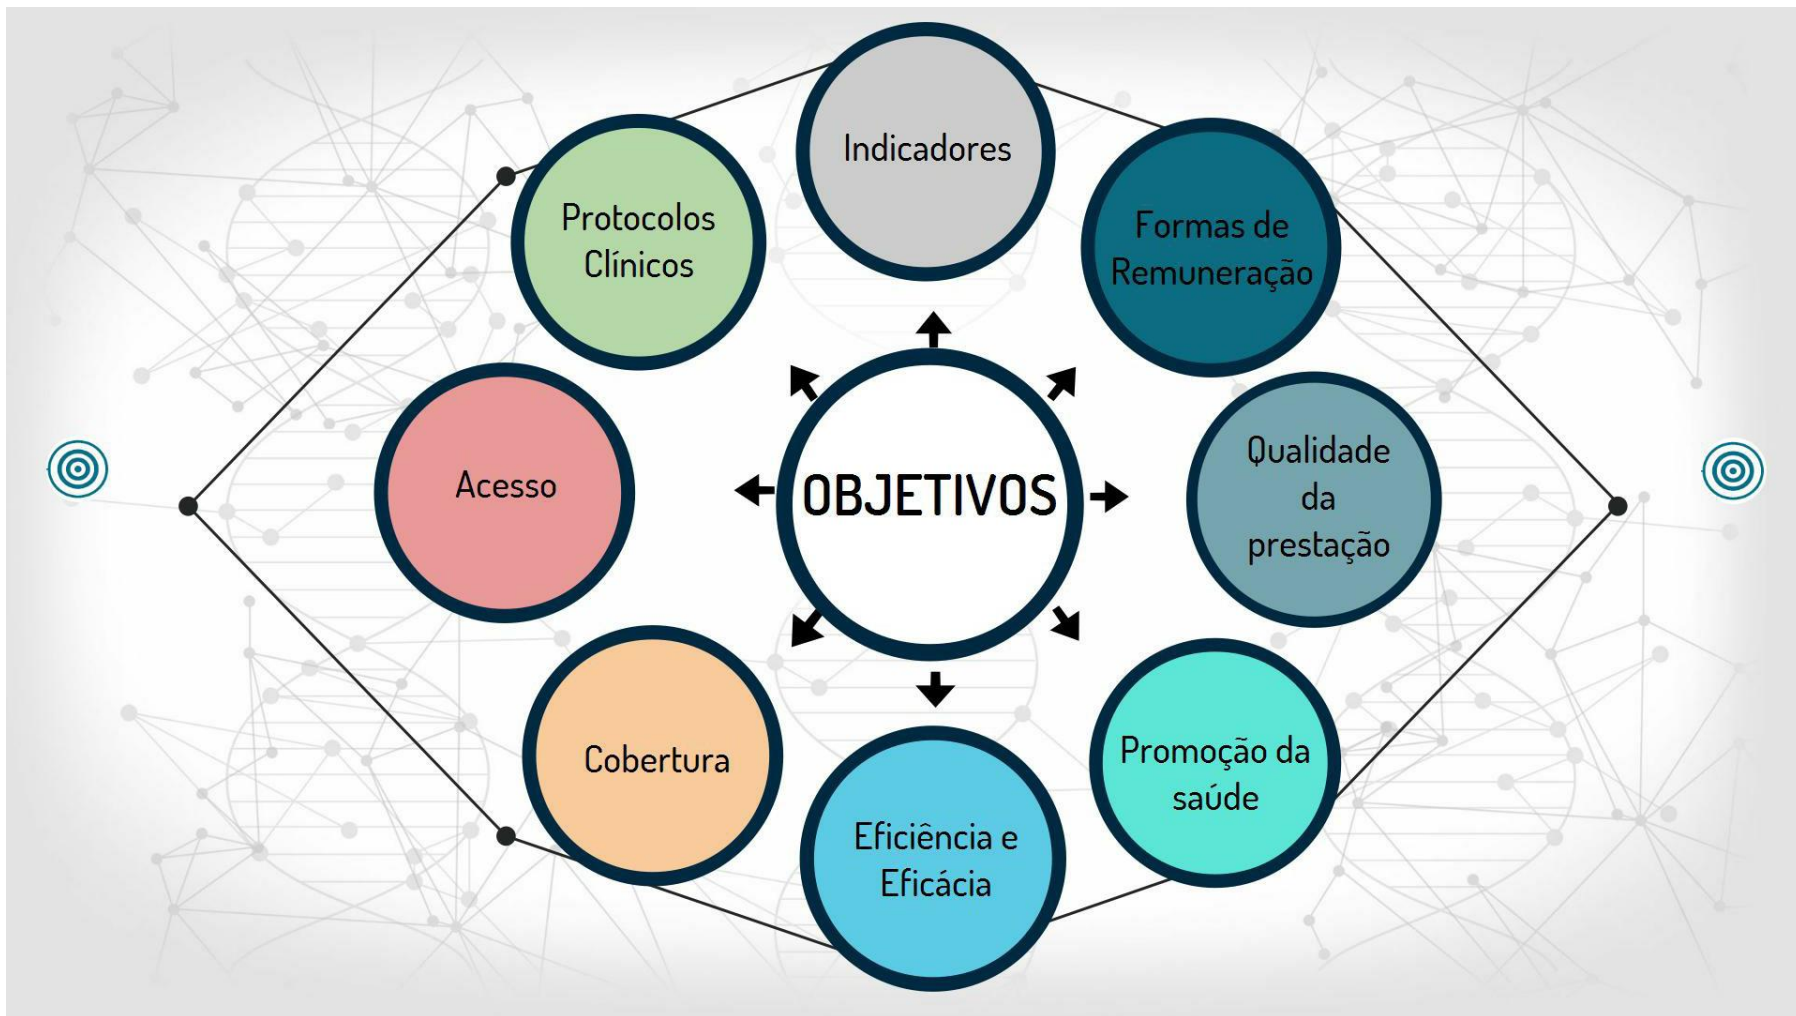 Indicadores
Protocolos
Clínicos
Formas de
Remuneração
Acesso
OBJETIVOS
Qualidade
da
prestação
Cobertura
Promoção da
saúde
Eficiência e
Eficácia